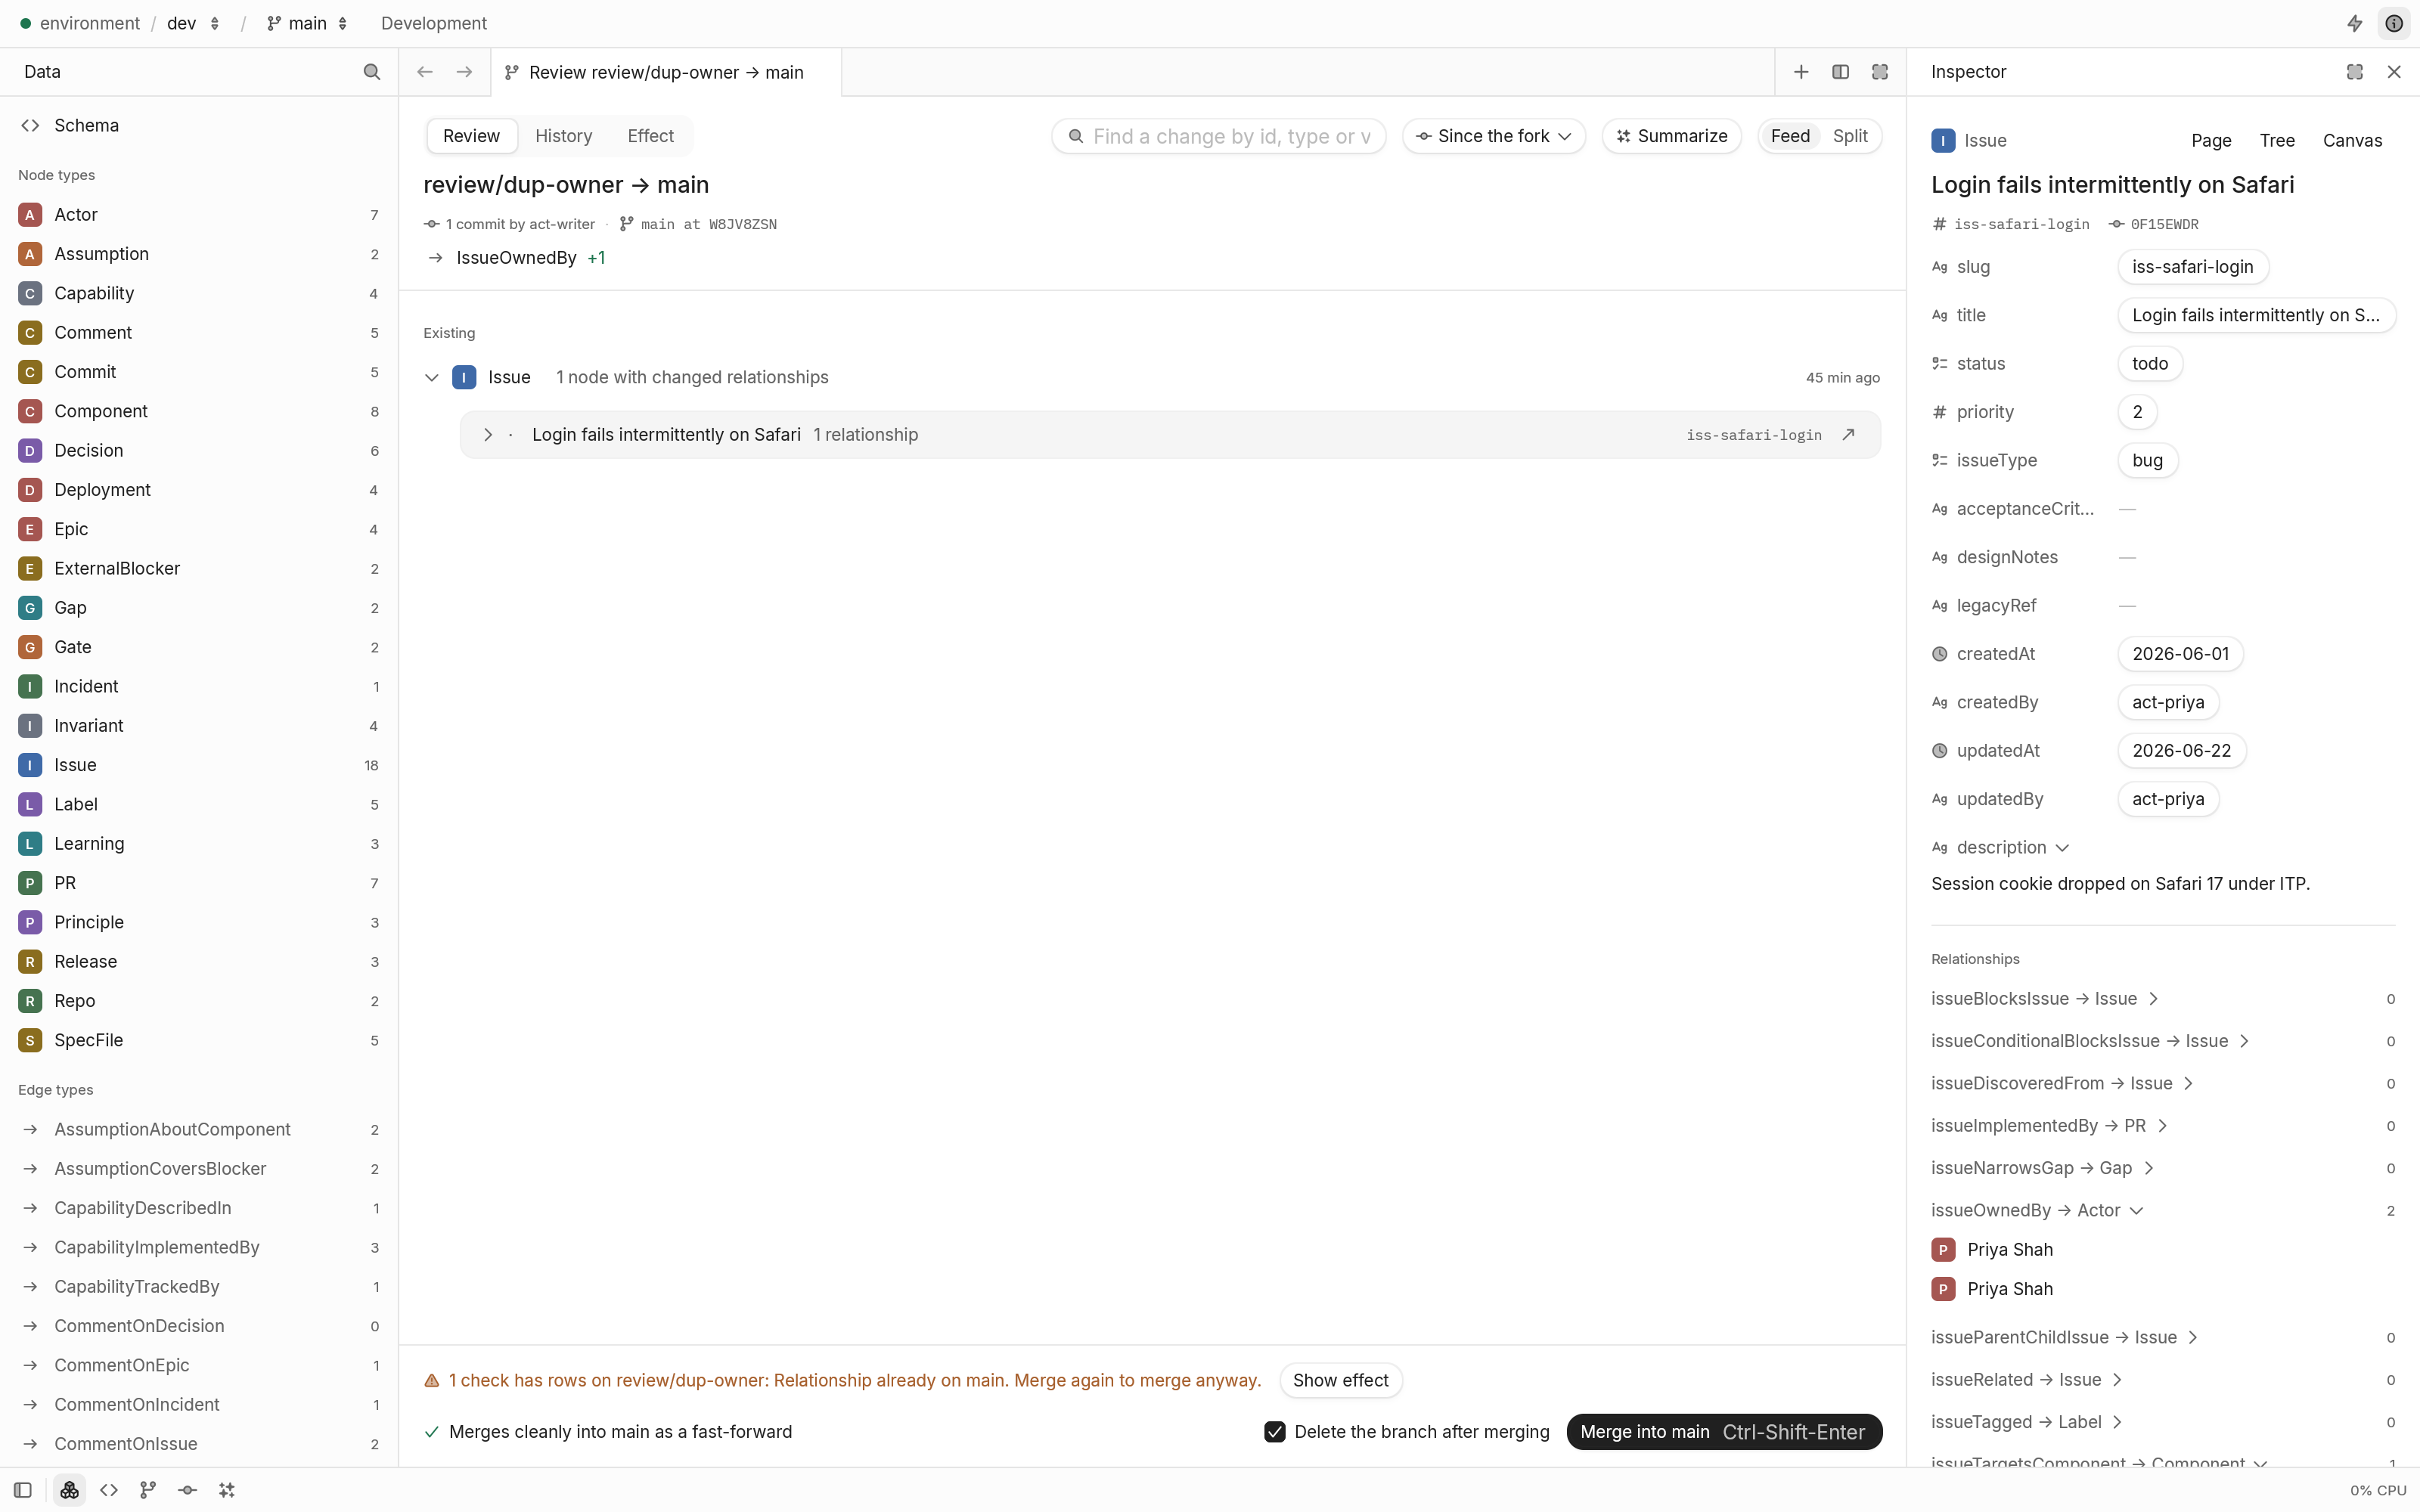 environment / dev / main Development
Data
Review review/dup-owner → main
Inspector
Schema
Node types
A Actor 7
A Assumption 2
C Capability 4
C Comment 5
C Commit 5
C Component 8
D Decision 6
D Deployment 4
E Epic 4
E ExternalBlocker 2
G Gap 2
G Gate 2
I Incident 1
I Invariant 4
I Issue 18
L Label 5
L Learning 3
P PR 7
P Principle 3
R Release 3
R Repo 2
S SpecFile 5
Edge types
AssumptionAboutComponent 2
AssumptionCoversBlocker 2
CapabilityDescribedIn 1
CapabilityImplementedBy 3
CapabilityTrackedBy 1
CommentOnDecision 0
CommentOnEpic 1
CommentOnIncident 1
CommentOnIssue 2
Review History Effect
Find a change by id, type or v
Since the fork
Summarize
Feed Split
review/dup-owner → main
1 commit by act-writer · main at W8JV8ZSN
→ IssueOwnedBy +1
Existing
I Issue 1 node with changed relationships 45 min ago
· Login fails intermittently on Safari 1 relationship iss-safari-login
1 check has rows on review/dup-owner: Relationship already on main. Merge again to merge anyway. Show effect
Merges cleanly into main as a fast-forward
Delete the branch after merging
Merge into main Ctrl-Shift-Enter
I Issue Page Tree Canvas
Login fails intermittently on Safari
# iss-safari-login 0F15EWDR
Ag slug iss-safari-login
Ag title Login fails intermittently on S...
status todo
# priority 2
issueType bug
Ag acceptanceCrit... —
Ag designNotes —
Ag legacyRef —
createdAt 2026-06-01
Ag createdBy act-priya
updatedAt 2026-06-22
Ag updatedBy act-priya
Ag description
Session cookie dropped on Safari 17 under ITP.
Relationships
issueBlocksIssue → Issue 0
issueConditionalBlocksIssue → Issue 0
issueDiscoveredFrom → Issue 0
issueImplementedBy → PR 0
issueNarrowsGap → Gap 0
issueOwnedBy → Actor 2
P Priya Shah
P Priya Shah
issueParentChildIssue → Issue 0
issueRelated → Issue 0
issueTagged → Label 0
issueTargetsComponent → Component 1
0% CPU